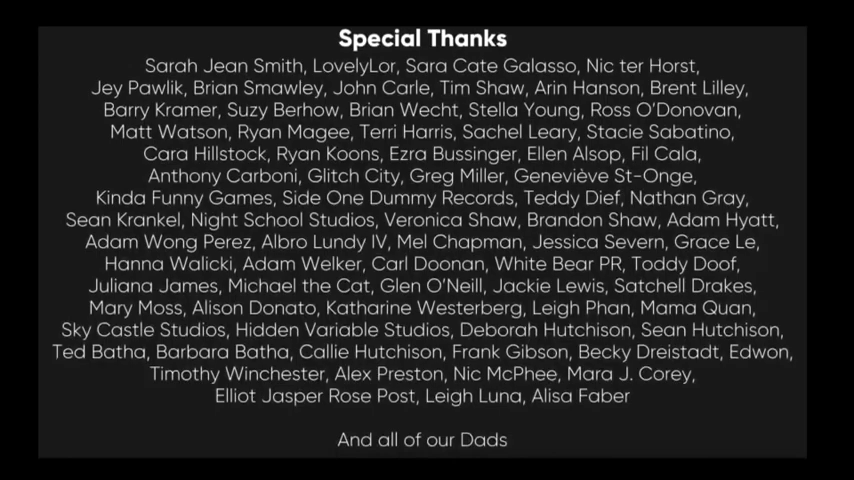 Special Thanks
Sarah Jean Smith, LovelyLor, Sara Cate Galasso, Nic ter Horst,
Jey Pawlik, Brian Smawley, John Carle, Tim Shaw, Arin Hanson, Brent Lilley,
Barry Kramer, Suzy Berhow, Brian Wecht, Stella Young, Ross O'Donovan,
Matt Watson, Ryan Magee, Terri Harris, Sachel Leary, Stacie Sabatino,
Cara Hillstock, Ryan Koons, Ezra Bussinger, Ellen Alsop, Fil Cala,
Anthony Carboni, Glitch City, Greg Miller, Geneviève St-Onge,
Kinda Funny Games, Side One Dummy Records, Teddy Dief, Nathan Gray,
Sean Krankel, Night School Studios, Veronica Shaw, Brandon Shaw, Adam Hyatt,
Adam Wong Perez, Albro Lundy IV, Mel Chapman, Jessica Severn, Grace Le,
Hanna Walicki, Adam Welker, Carl Doonan, White Bear PR, Toddy Doof,
Juliana James, Michael the Cat, Glen O'Neill, Jackie Lewis, Satchell Drakes,
Mary Moss, Alison Donato, Katharine Westerberg, Leigh Phan, Mama Quan,
Sky Castle Studios, Hidden Variable Studios, Deborah Hutchison, Sean Hutchison,
Ted Batha, Barbara Batha, Callie Hutchison, Frank Gibson, Becky Dreistadt, Edwon,
Timothy Winchester, Alex Preston, Nic McPhee, Mara J. Corey,
Elliot Jasper Rose Post, Leigh Luna, Alisa Faber
And all of our Dads